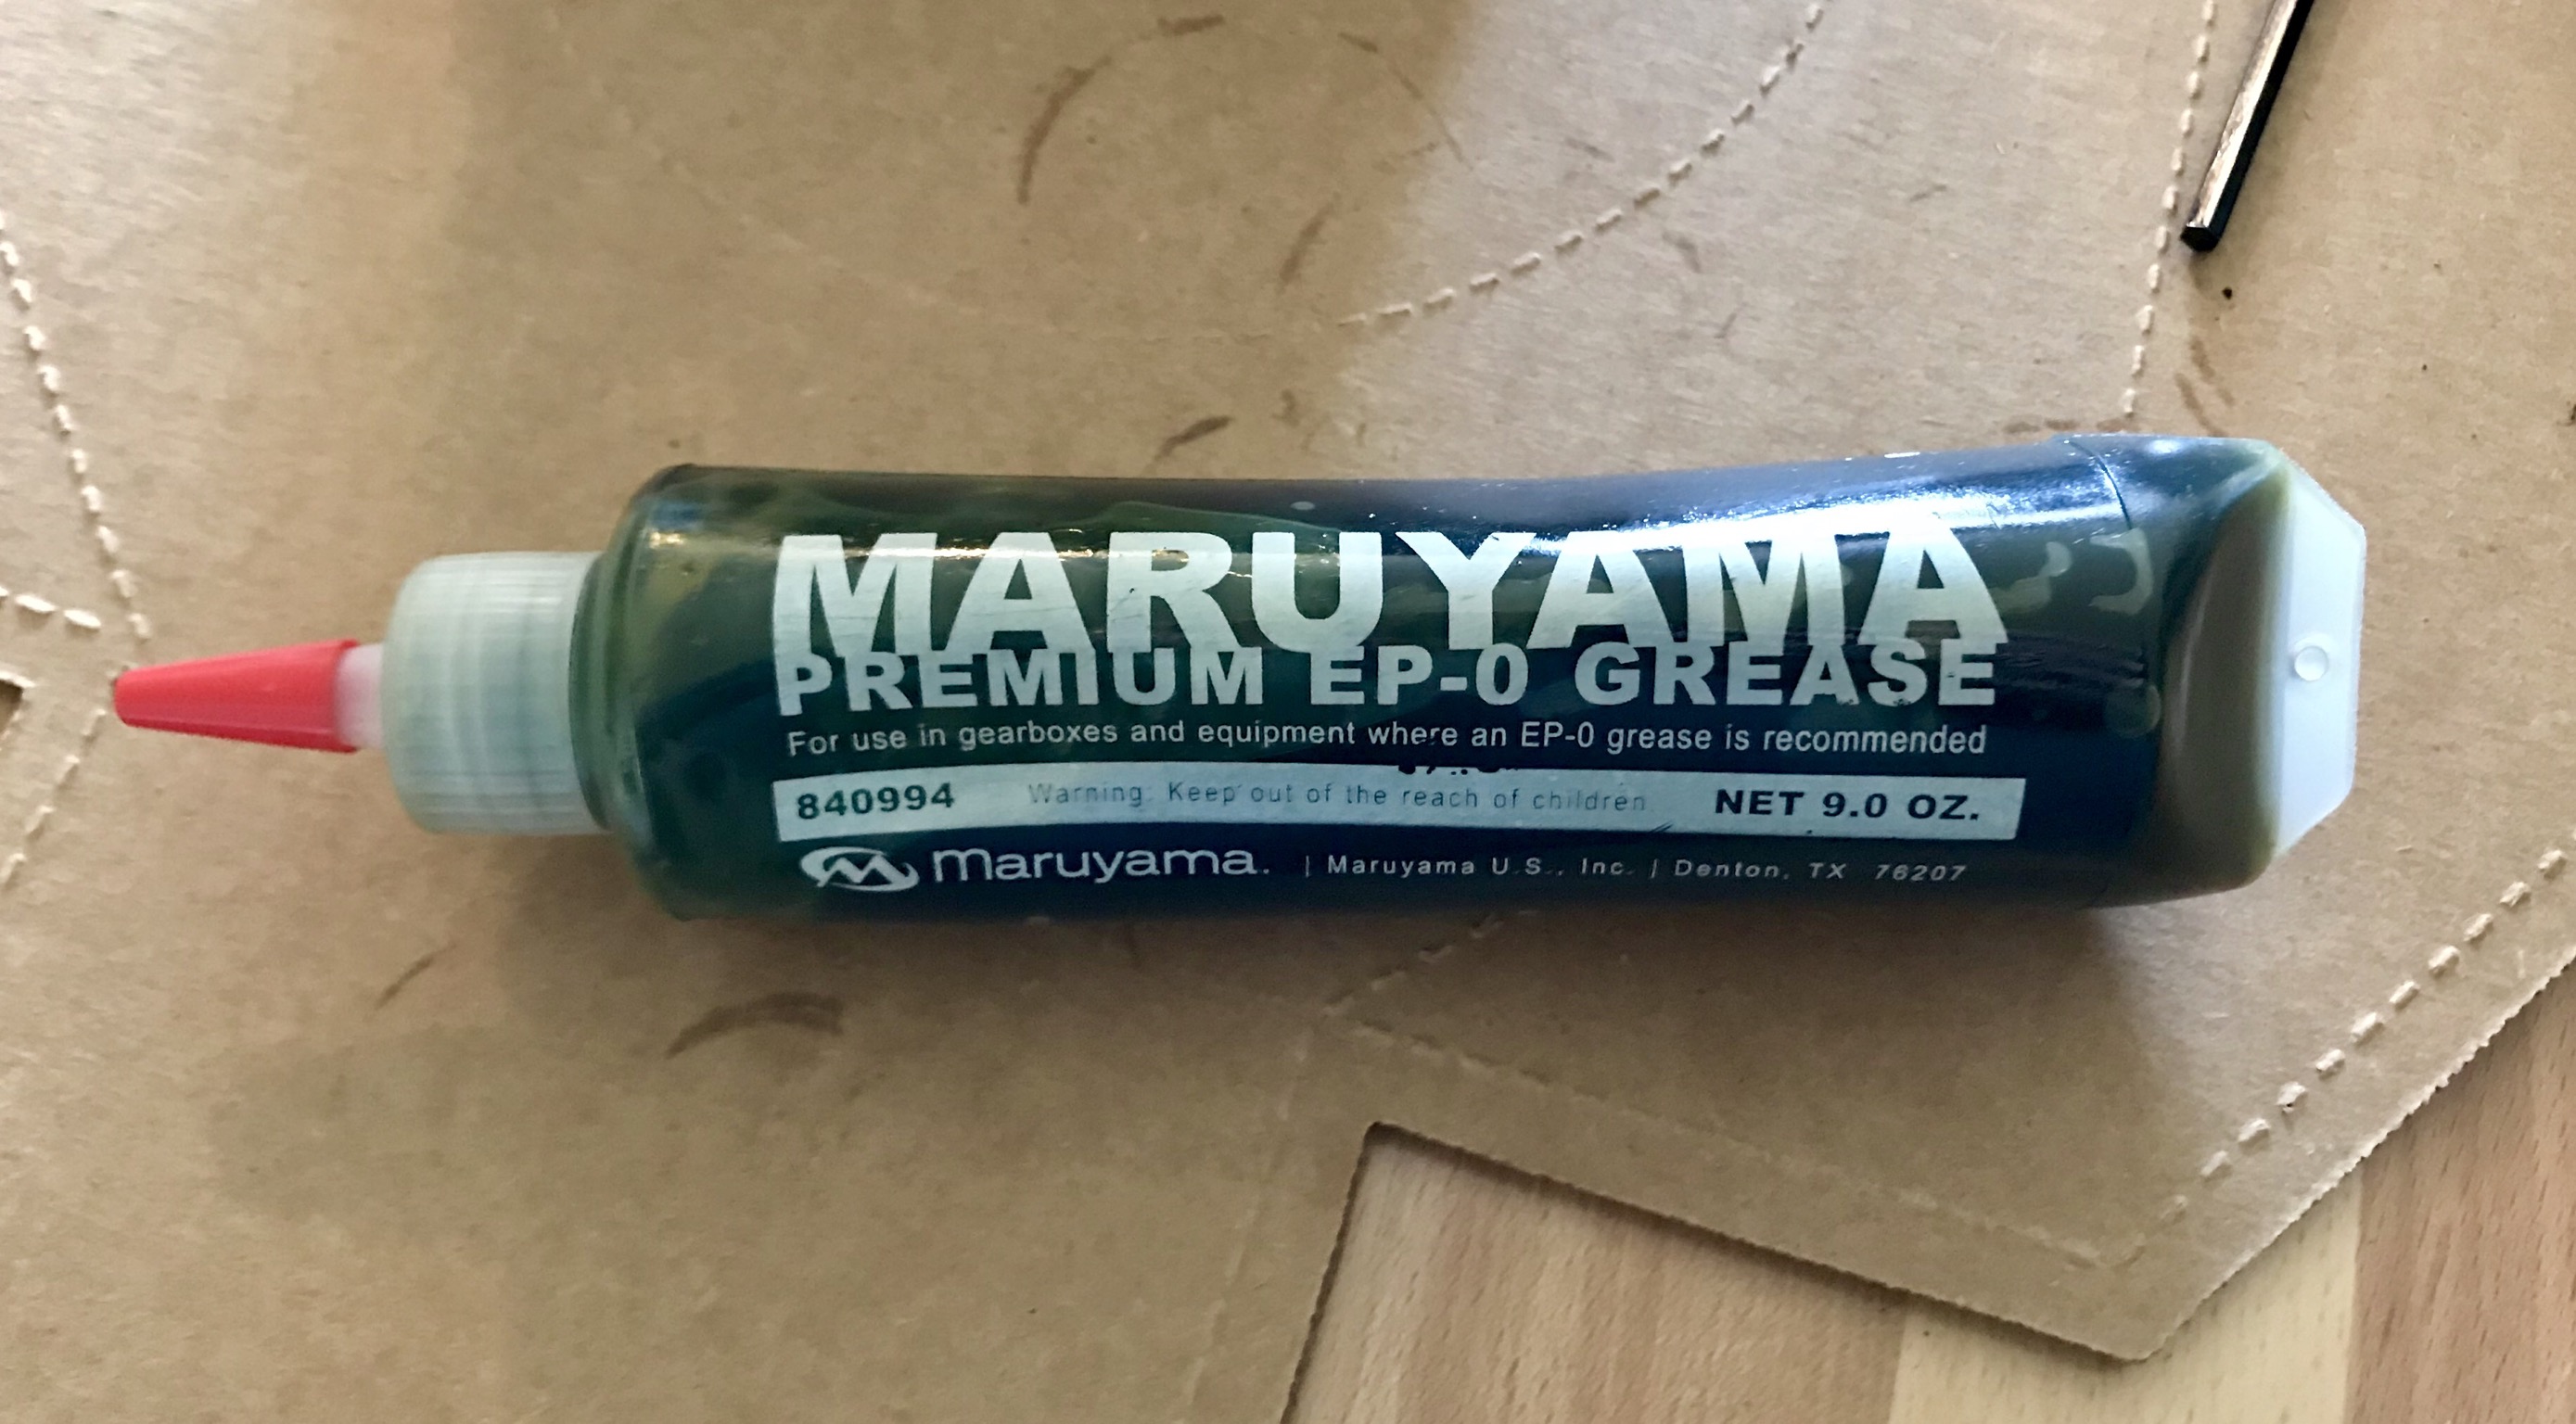 MARUYAMA
PREMIUM EP-0 GREASE
For use in gearboxes and equipment where an EP-0 grease is recommended
840994 Warning: Keep out of the reach of children NET 9.0 OZ.
maruyama. | Maruyama U.S., Inc. | Denton, TX 76207